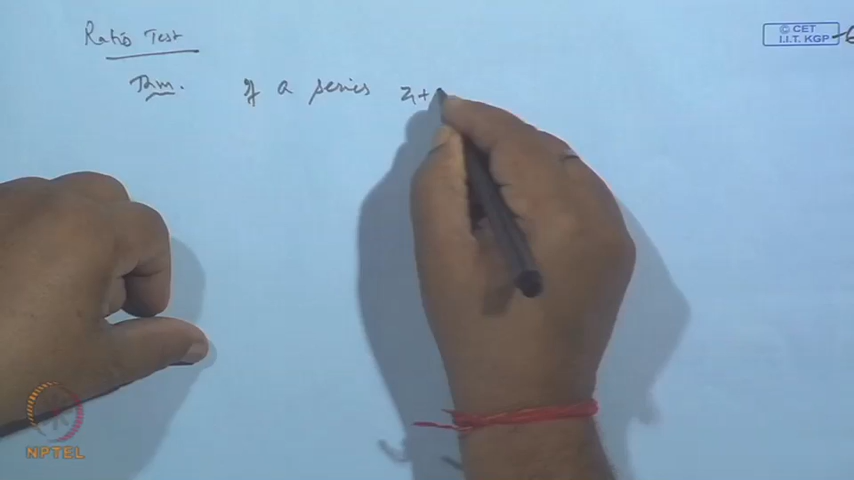 Ratio Test
© CET
I.I.T. KGP
Thm. If a series z₁+
NPTEL